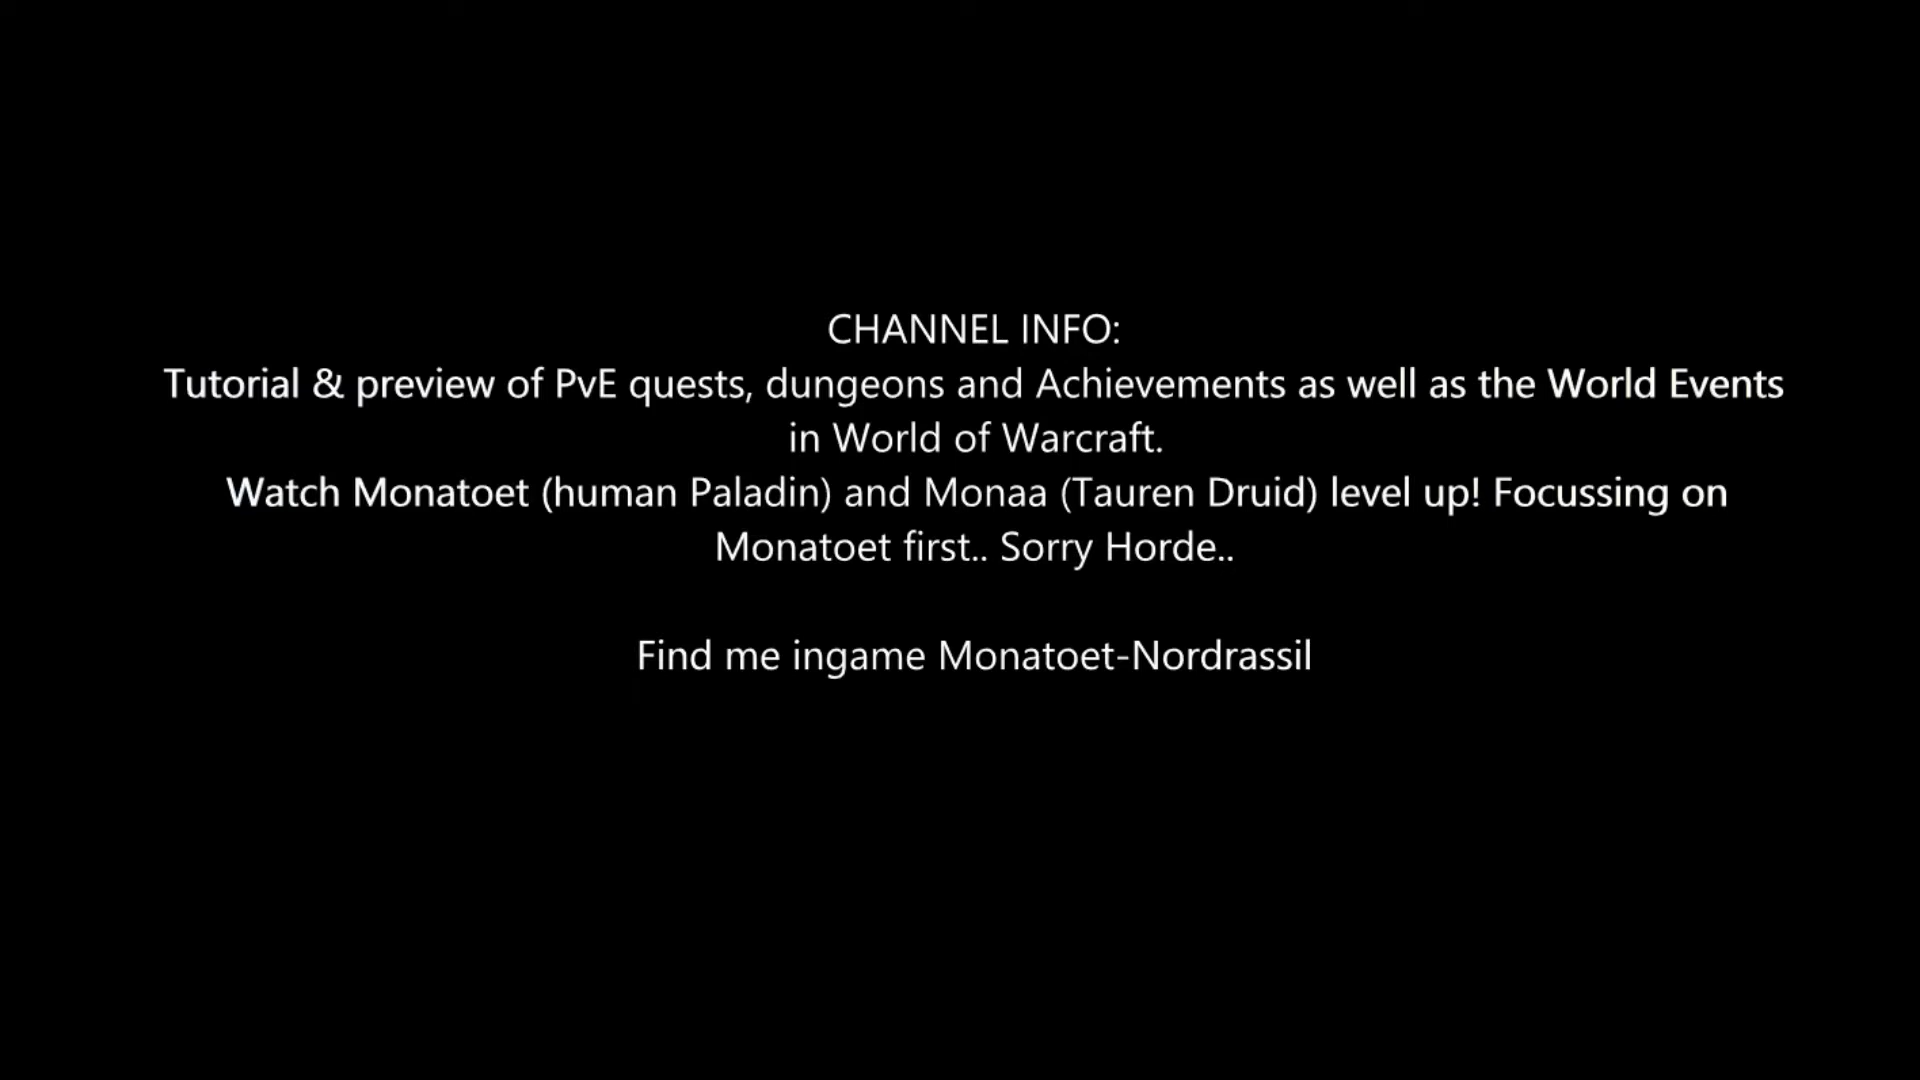 CHANNEL INFO:
Tutorial & preview of PvE quests, dungeons and Achievements as well as the World Events
in World of Warcraft.
Watch Monatoet (human Paladin) and Monaa (Tauren Druid) level up! Focussing on
Monatoet first.. Sorry Horde..
Find me ingame Monatoet-Nordrassil